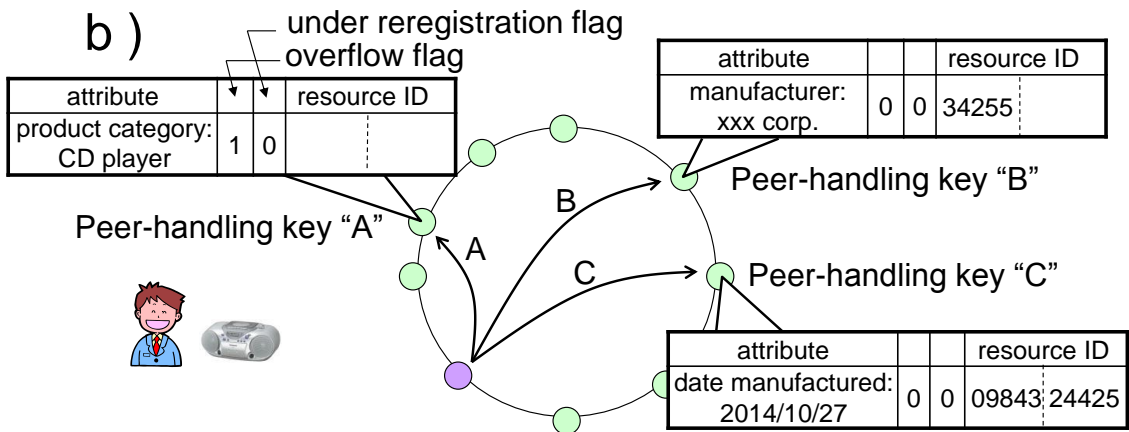 b )
under reregistration flag
overflow flag
attribute resource ID
product category:
CD player
1 0
Peer-handling key “A”
attribute resource ID
manufacturer:
xxx corp.
0 0 34255
Peer-handling key “B”
A
B
C
Peer-handling key “C”
attribute resource ID
date manufactured:
2014/10/27
0 0 09843 24425